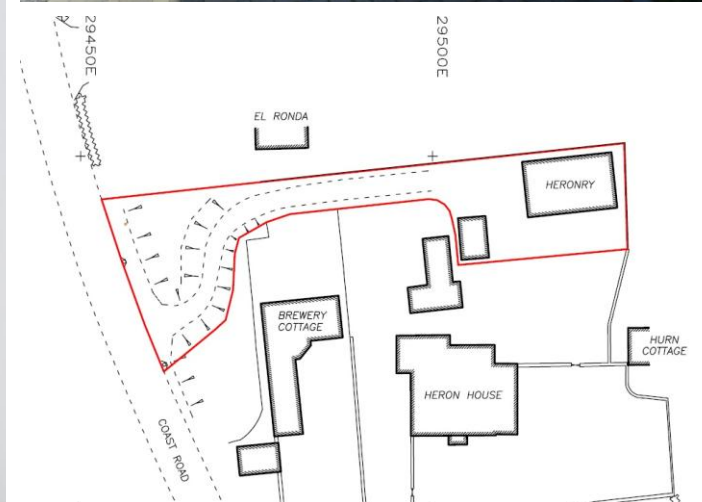 29450E
29500E
EL RONDA
HERONRY
BREWERY
COTTAGE
HURN
COTTAGE
HERON HOUSE
COAST ROAD